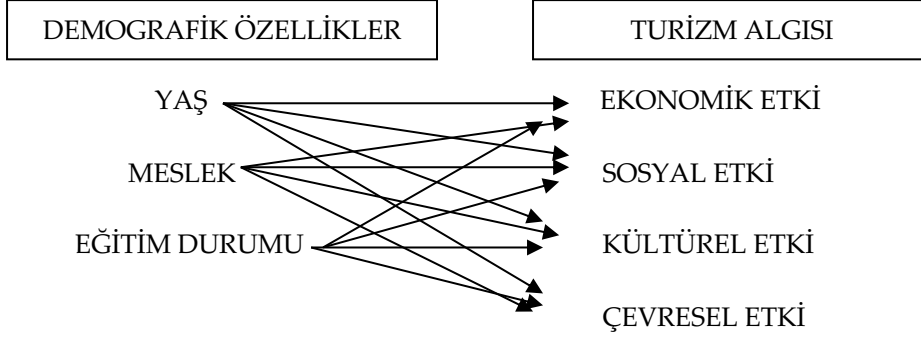 DEMOGRAFİK ÖZELLİKLER
TURİZM ALGISI
YAŞ
EKONOMİK ETKİ
MESLEK
SOSYAL ETKİ
EĞİTİM DURUMU
KÜLTÜREL ETKİ
ÇEVRESEL ETKİ